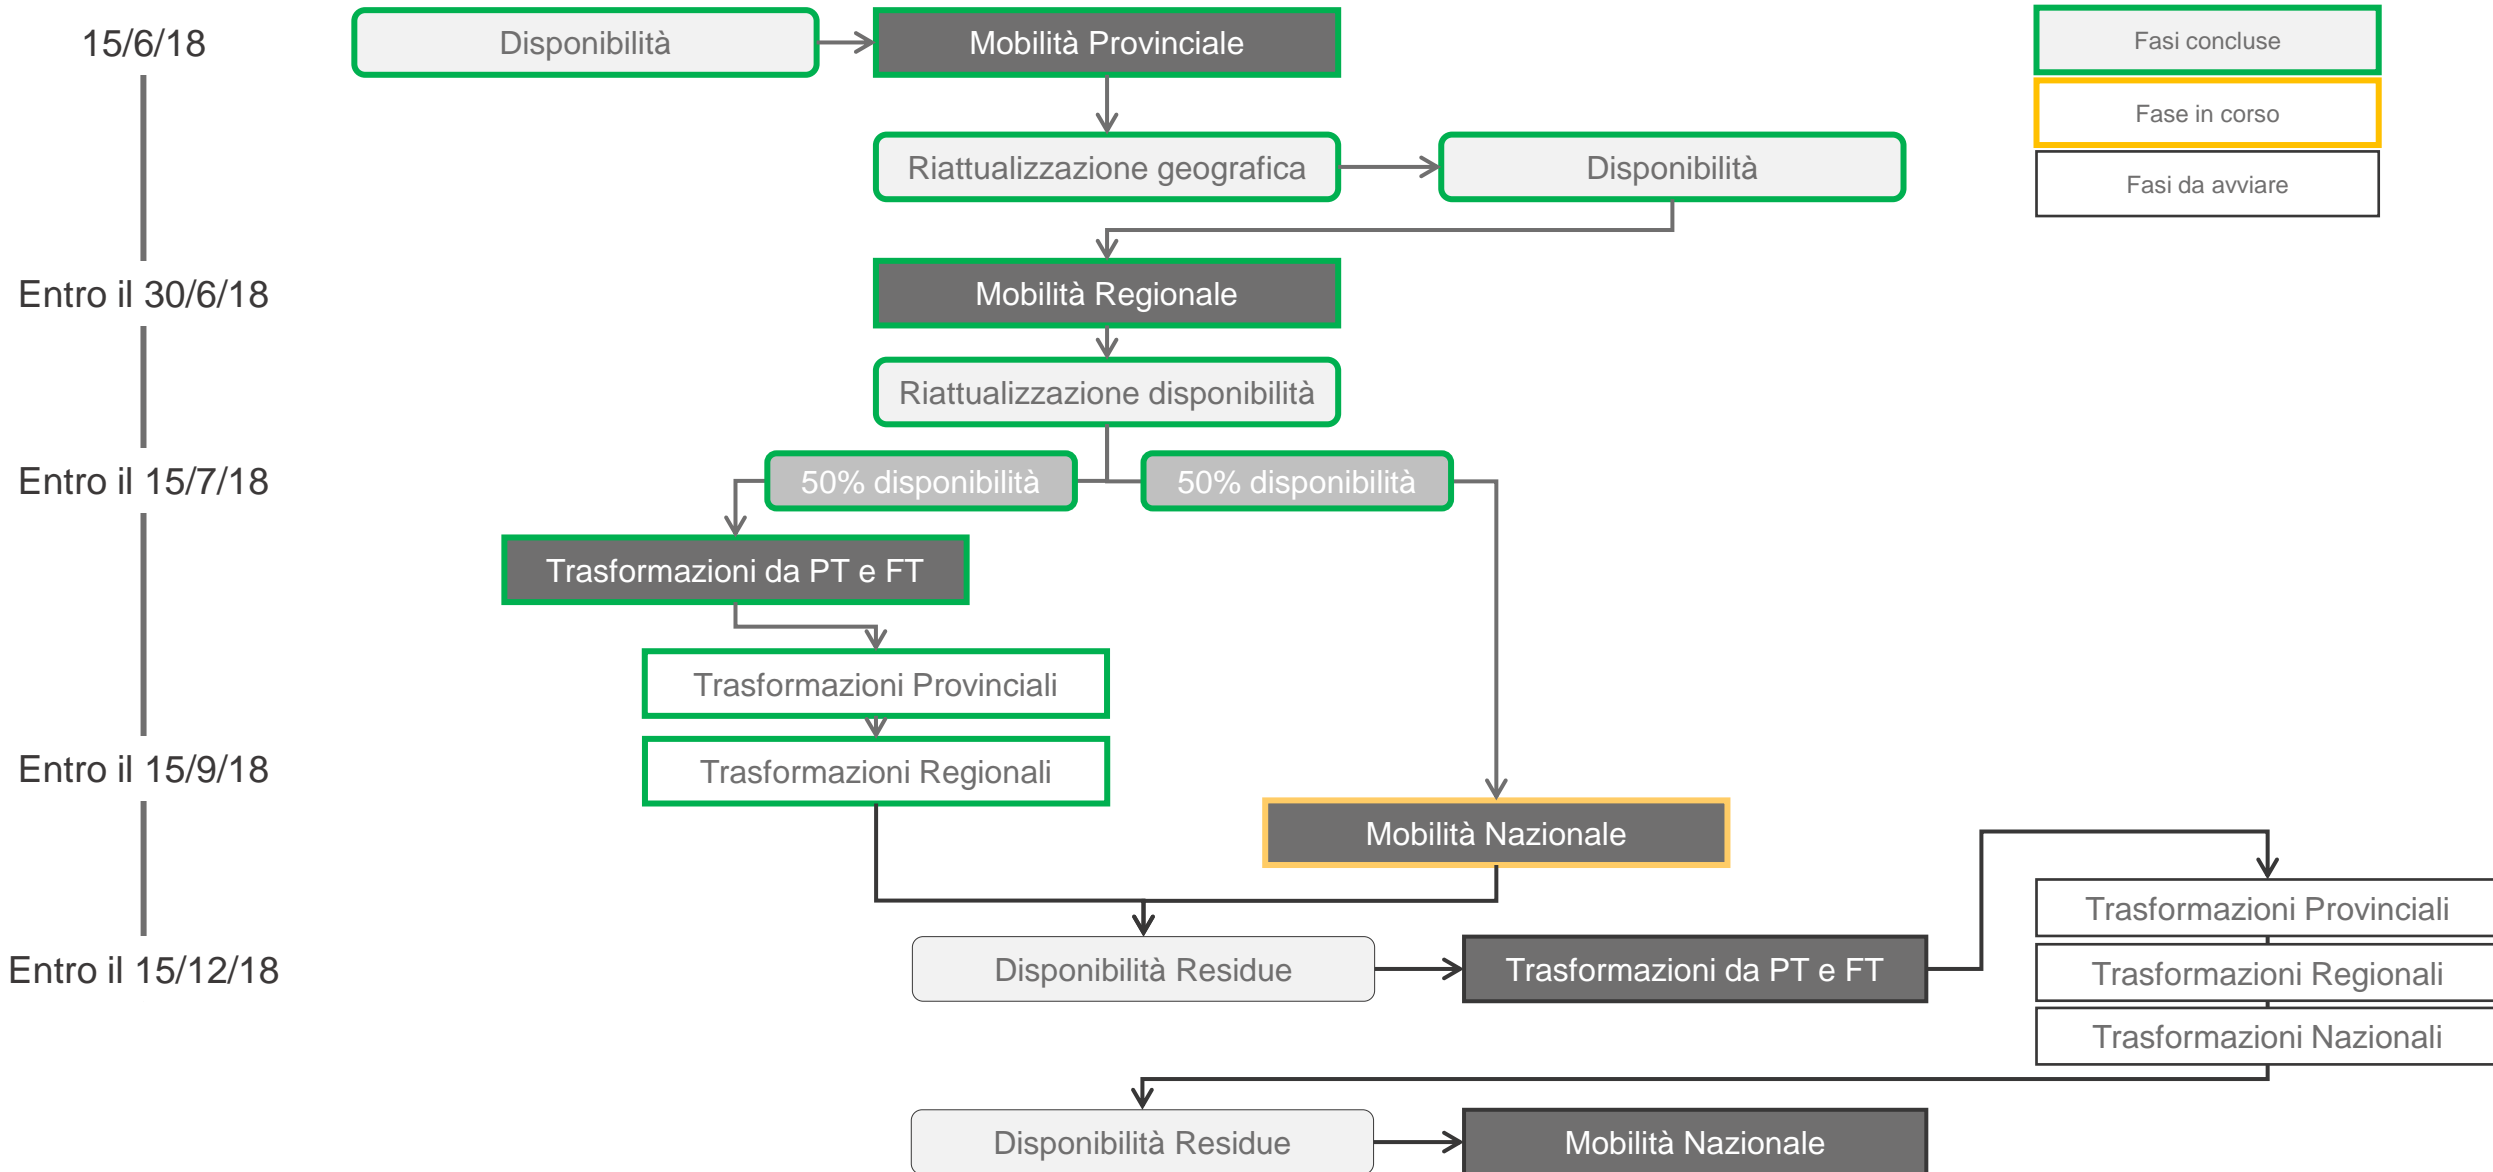 15/6/18
Disponibilità
Mobilità Provinciale
Fasi concluse
Fase in corso
Fasi da avviare
Riattualizzazione geografica
Disponibilità
Entro il 30/6/18
Mobilità Regionale
Riattualizzazione disponibilità
Entro il 15/7/18
50% disponibilità
50% disponibilità
Trasformazioni da PT e FT
Trasformazioni Provinciali
Entro il 15/9/18
Trasformazioni Regionali
Mobilità Nazionale
Trasformazioni Provinciali
Entro il 15/12/18
Disponibilità Residue
Trasformazioni da PT e FT
Trasformazioni Regionali
Trasformazioni Nazionali
Disponibilità Residue
Mobilità Nazionale